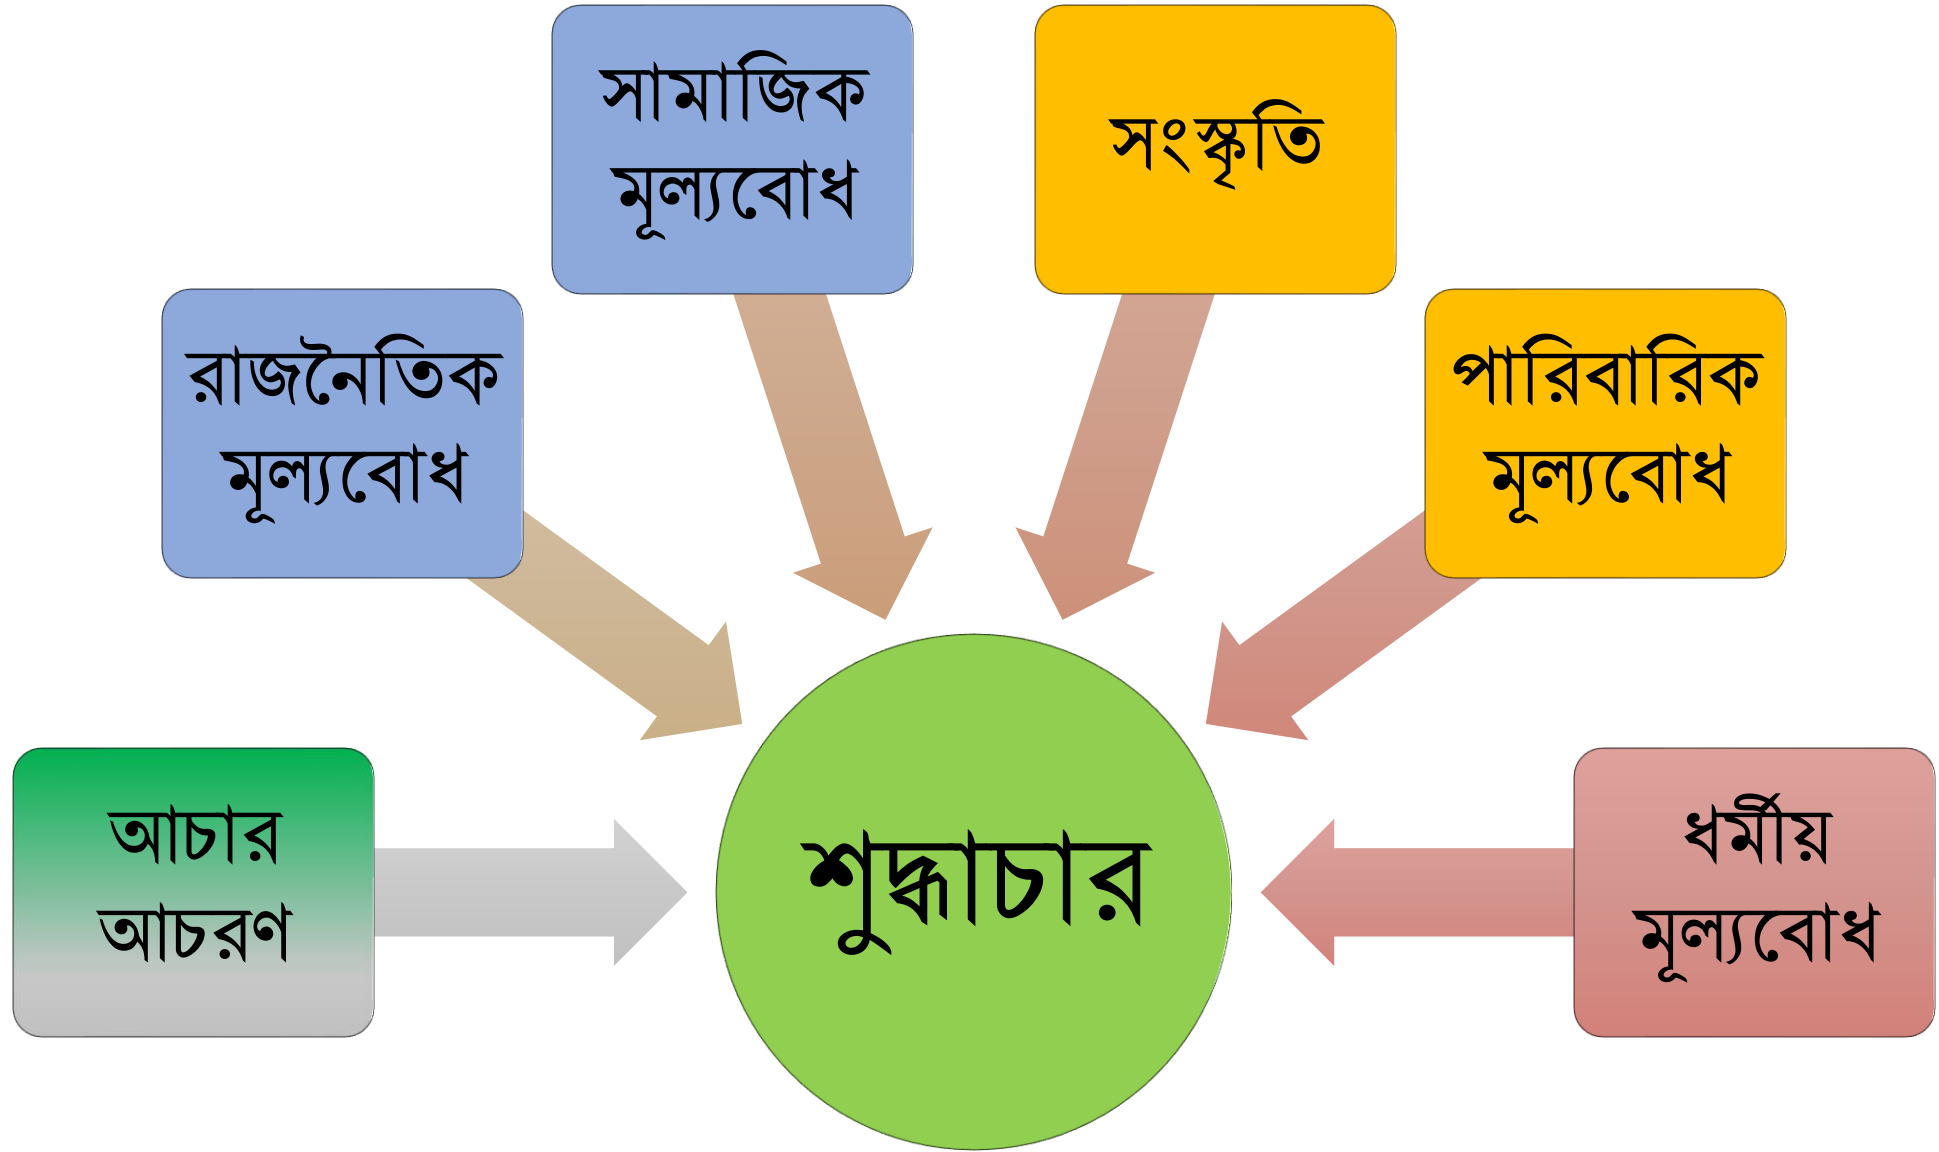 সামাজিক
মূল্যবোধ
সংস্কৃতি
রাজনৈতিক
মূল্যবোধ
পারিবারিক
মূল্যবোধ
আচার
আচরণ
শুদ্ধাচার
ধর্মীয়
মূল্যবোধ